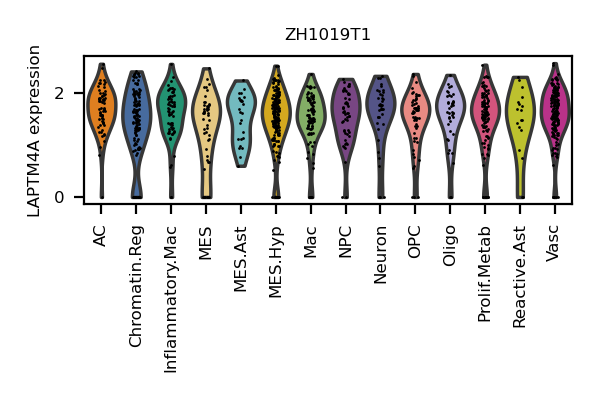 ZH1019T1
LAPTM4A expression
2
0
AC
Chromatin.Reg
Inflammatory.Mac
MES
MES.Ast
MES.Hyp
Mac
NPC
Neuron
OPC
Oligo
Prolif.Metab
Reactive.Ast
Vasc